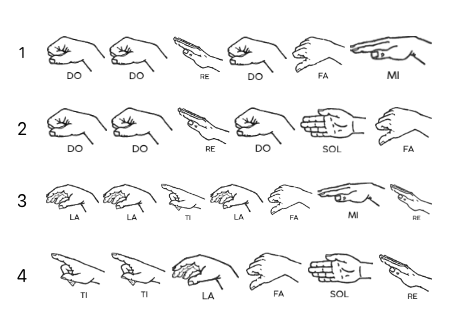 1 DO DO RE DO FA MI
2 DO DO RE DO SOL FA
3 LA LA TI LA FA MI RE
4 TI TI LA FA SOL RE